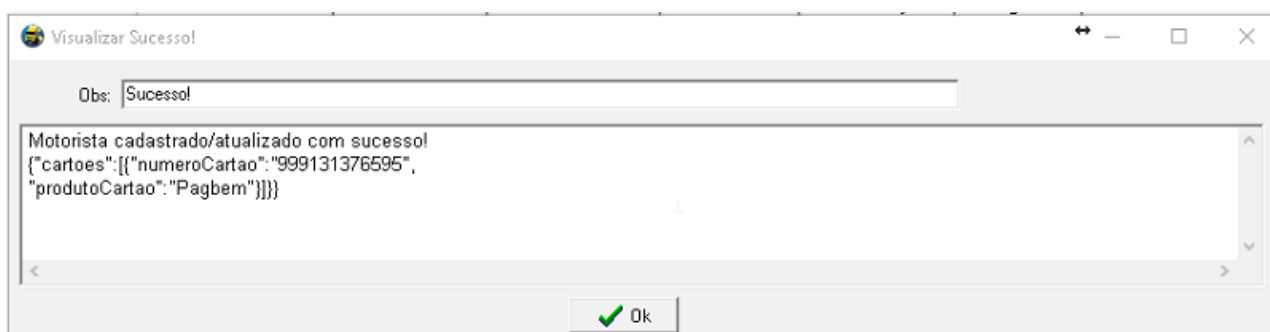 Visualizar Sucesso!
Obs: Sucesso!
Motorista cadastrado/atualizado com sucesso!
{"cartoes":[{"numeroCartao":"999131376595",
"produtoCartao":"Pagbem"}]}}
Ok